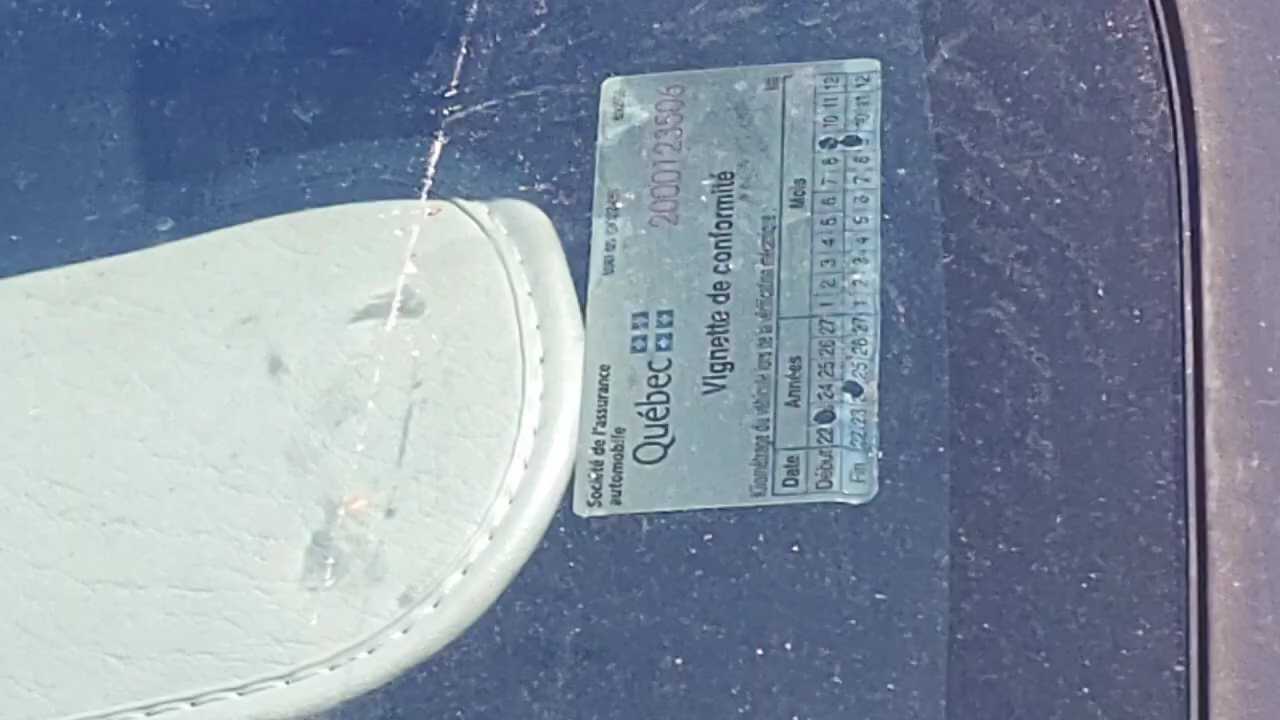 Société de l'assurance
automobile
Québec
2000123506
Vignette de conformité
Kilométrage du véhicule lors de la vérification mécanique
Date Années Mois
Début 22 24 25 26 27 1 2 3 4 5 6 7 8 10 11 12
Fin 22 23 25 26 27 1 2 3 4 5 6 7 8 10 11 12